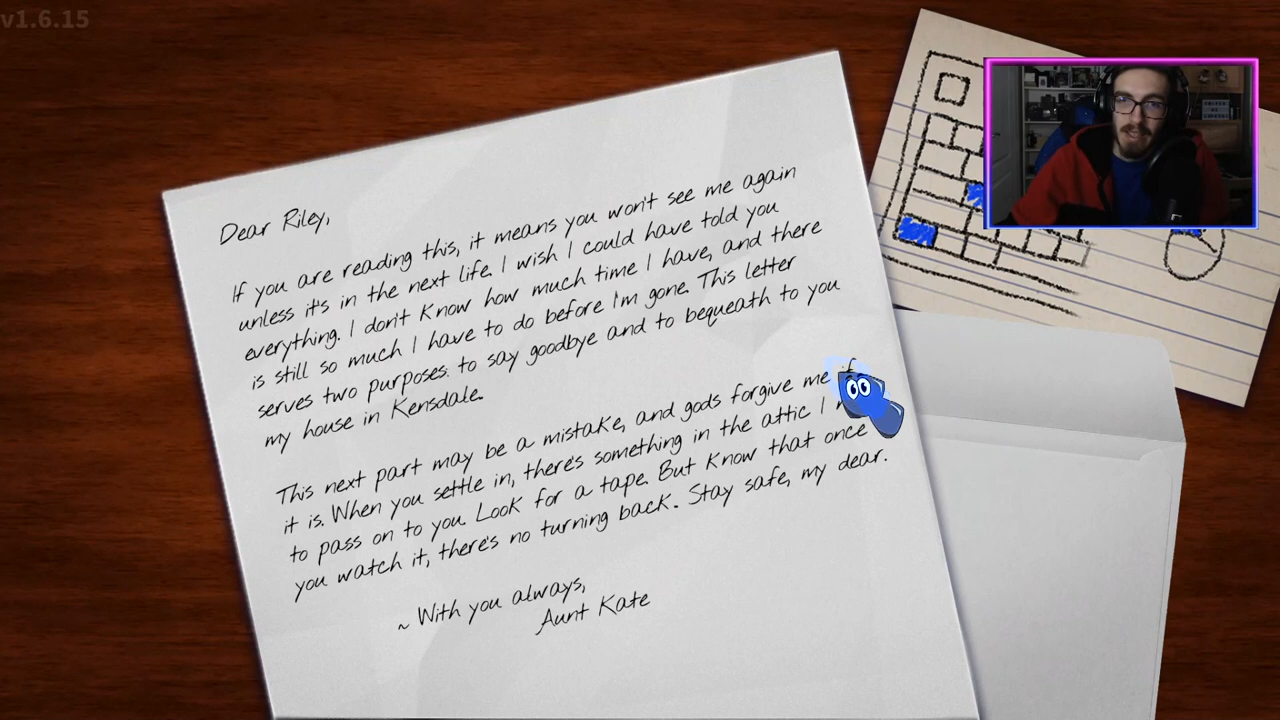 v1.6.15
Dear Riley,
If you are reading this, it means you won't see me again
unless it's in the next life. I wish I could have told you
everything. I don't know how much time I have, and there
is still so much I have to do before I'm gone. This letter
serves two purposes: to say goodbye and to bequeath to you
my house in Kensdale.
This next part may be a mistake, and gods forgive me if
it is. When you settle in, there's something in the attic I
to pass on to you. Look for a tape. But know that once
you watch it, there's no turning back. Stay safe, my dear.
~ With you always,
Aunt Kate